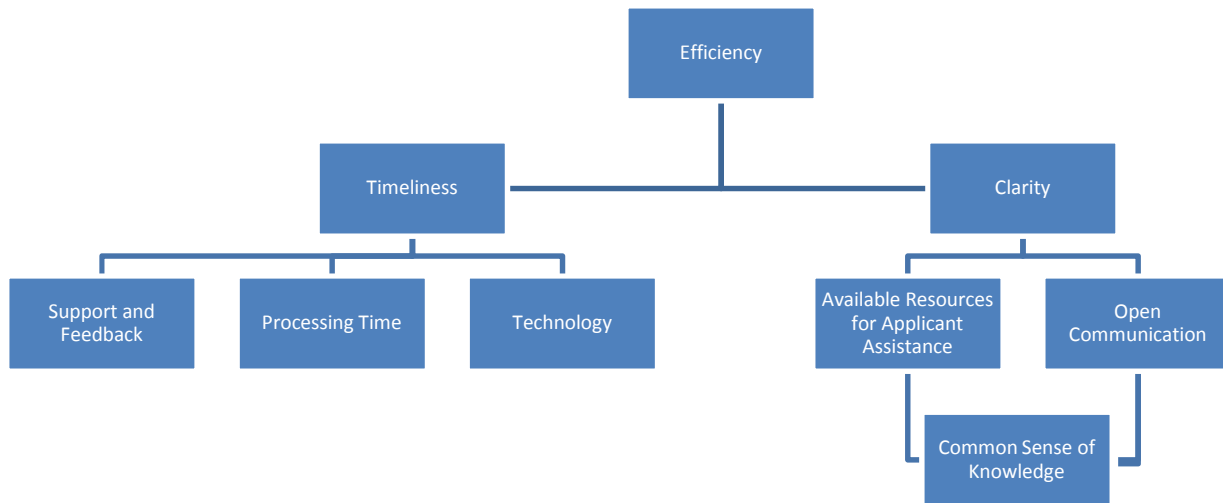 Efficiency
Timeliness
Clarity
Support and
Feedback
Processing Time
Technology
Available Resources
for Applicant
Assistance
Open
Communication
Common Sense of
Knowledge